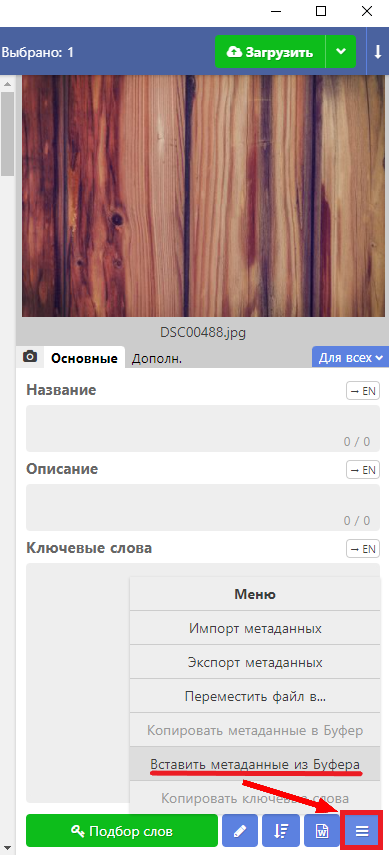 Выбрано: 1
Загрузить
DSC00488.jpg
Основные
Дополн.
Для всех
Название
→ EN
0 / 0
Описание
→ EN
0 / 0
Ключевые слова
→ EN
Меню
Импорт метаданных
Экспорт метаданных
Переместить файл в...
Копировать метаданные в Буфер
Вставить метаданные из Буфера
Копировать ключевые слова
Подбор слов
W